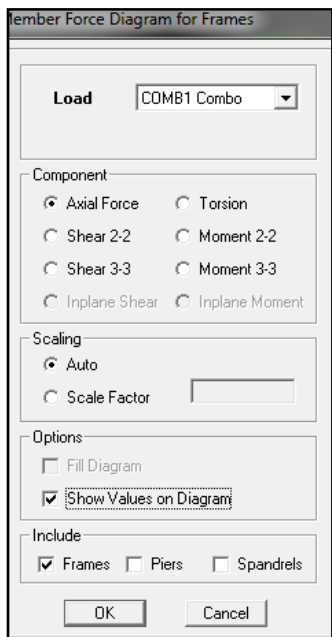 Member Force Diagram for Frames
Load COMB1 Combo
Component
Axial Force Torsion
Shear 2-2 Moment 2-2
Shear 3-3 Moment 3-3
Inplane Shear Inplane Moment
Scaling
Auto
Scale Factor
Options
Fill Diagram
Show Values on Diagram
Include
Frames Piers Spandrels
OK Cancel